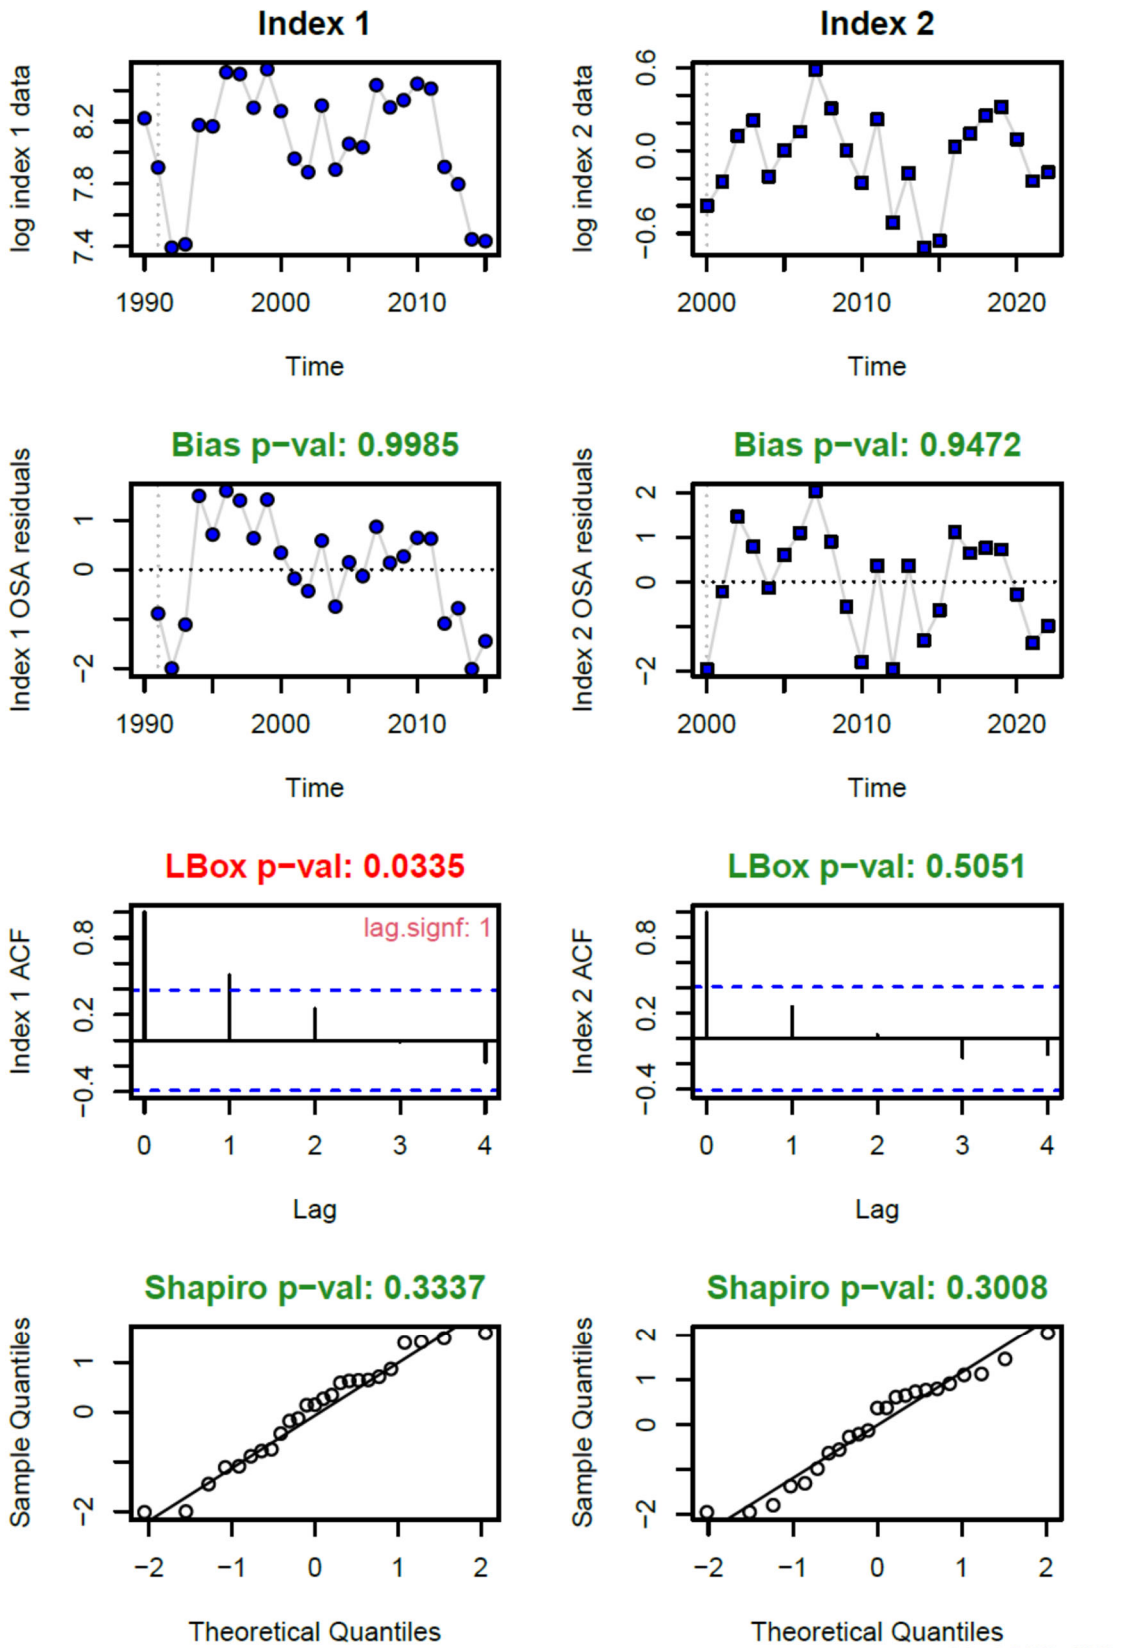 Index 1
log index 1 data
8.2
7.8
7.4
1990 2000 2010
Time
Index 2
log index 2 data
0.6
0.0
−0.6
2000 2010 2020
Time
Bias p−val: 0.9985
Index 1 OSA residuals
1
0
−2
1990 2000 2010
Time
Bias p−val: 0.9472
Index 2 OSA residuals
2
1
0
−2
2000 2010 2020
Time
LBox p−val: 0.0335
lag.signf: 1
Index 1 ACF
0.8
0.2
−0.4
0 1 2 3 4
Lag
LBox p−val: 0.5051
Index 2 ACF
0.8
0.2
−0.4
0 1 2 3 4
Lag
Shapiro p−val: 0.3337
Sample Quantiles
1
0
−2
−2 −1 0 1 2
Theoretical Quantiles
Shapiro p−val: 0.3008
Sample Quantiles
2
1
0
−2
−2 −1 0 1 2
Theoretical Quantiles